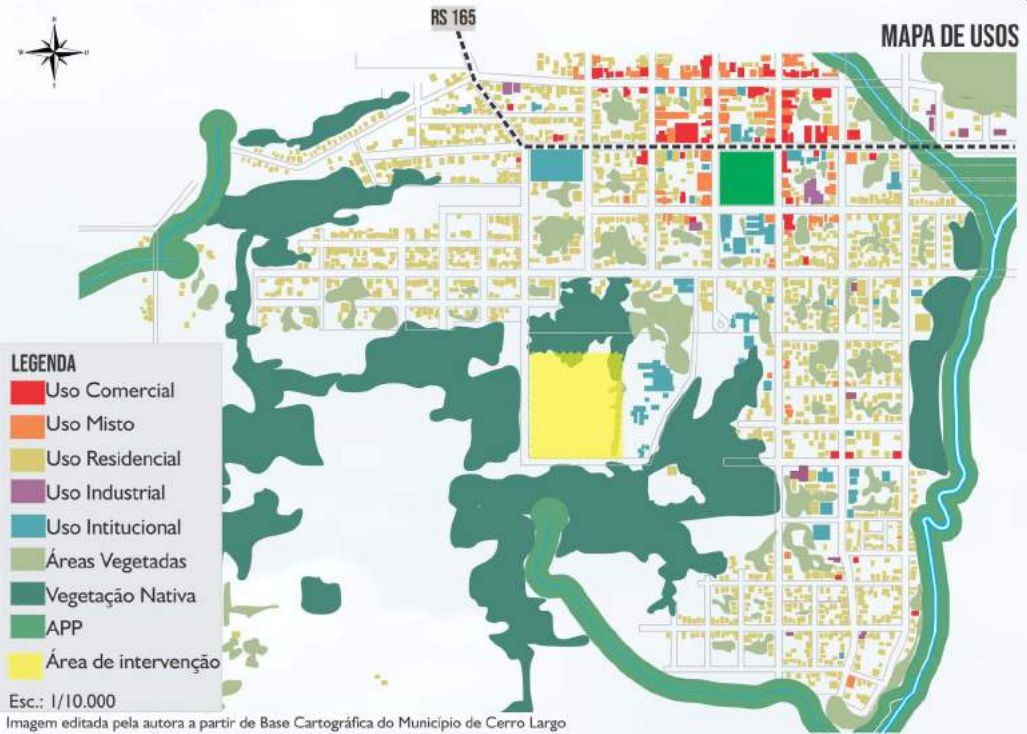 RS 165
MAPA DE USOS
N
W
O
S
LEGENDA
Uso Comercial
Uso Misto
Uso Residencial
Uso Industrial
Uso Intitucional
Áreas Vegetadas
Vegetação Nativa
APP
Área de intervenção
Esc.: 1/10.000
Imagem editada pela autora a partir de Base Cartográfica do Município de Cerro Largo